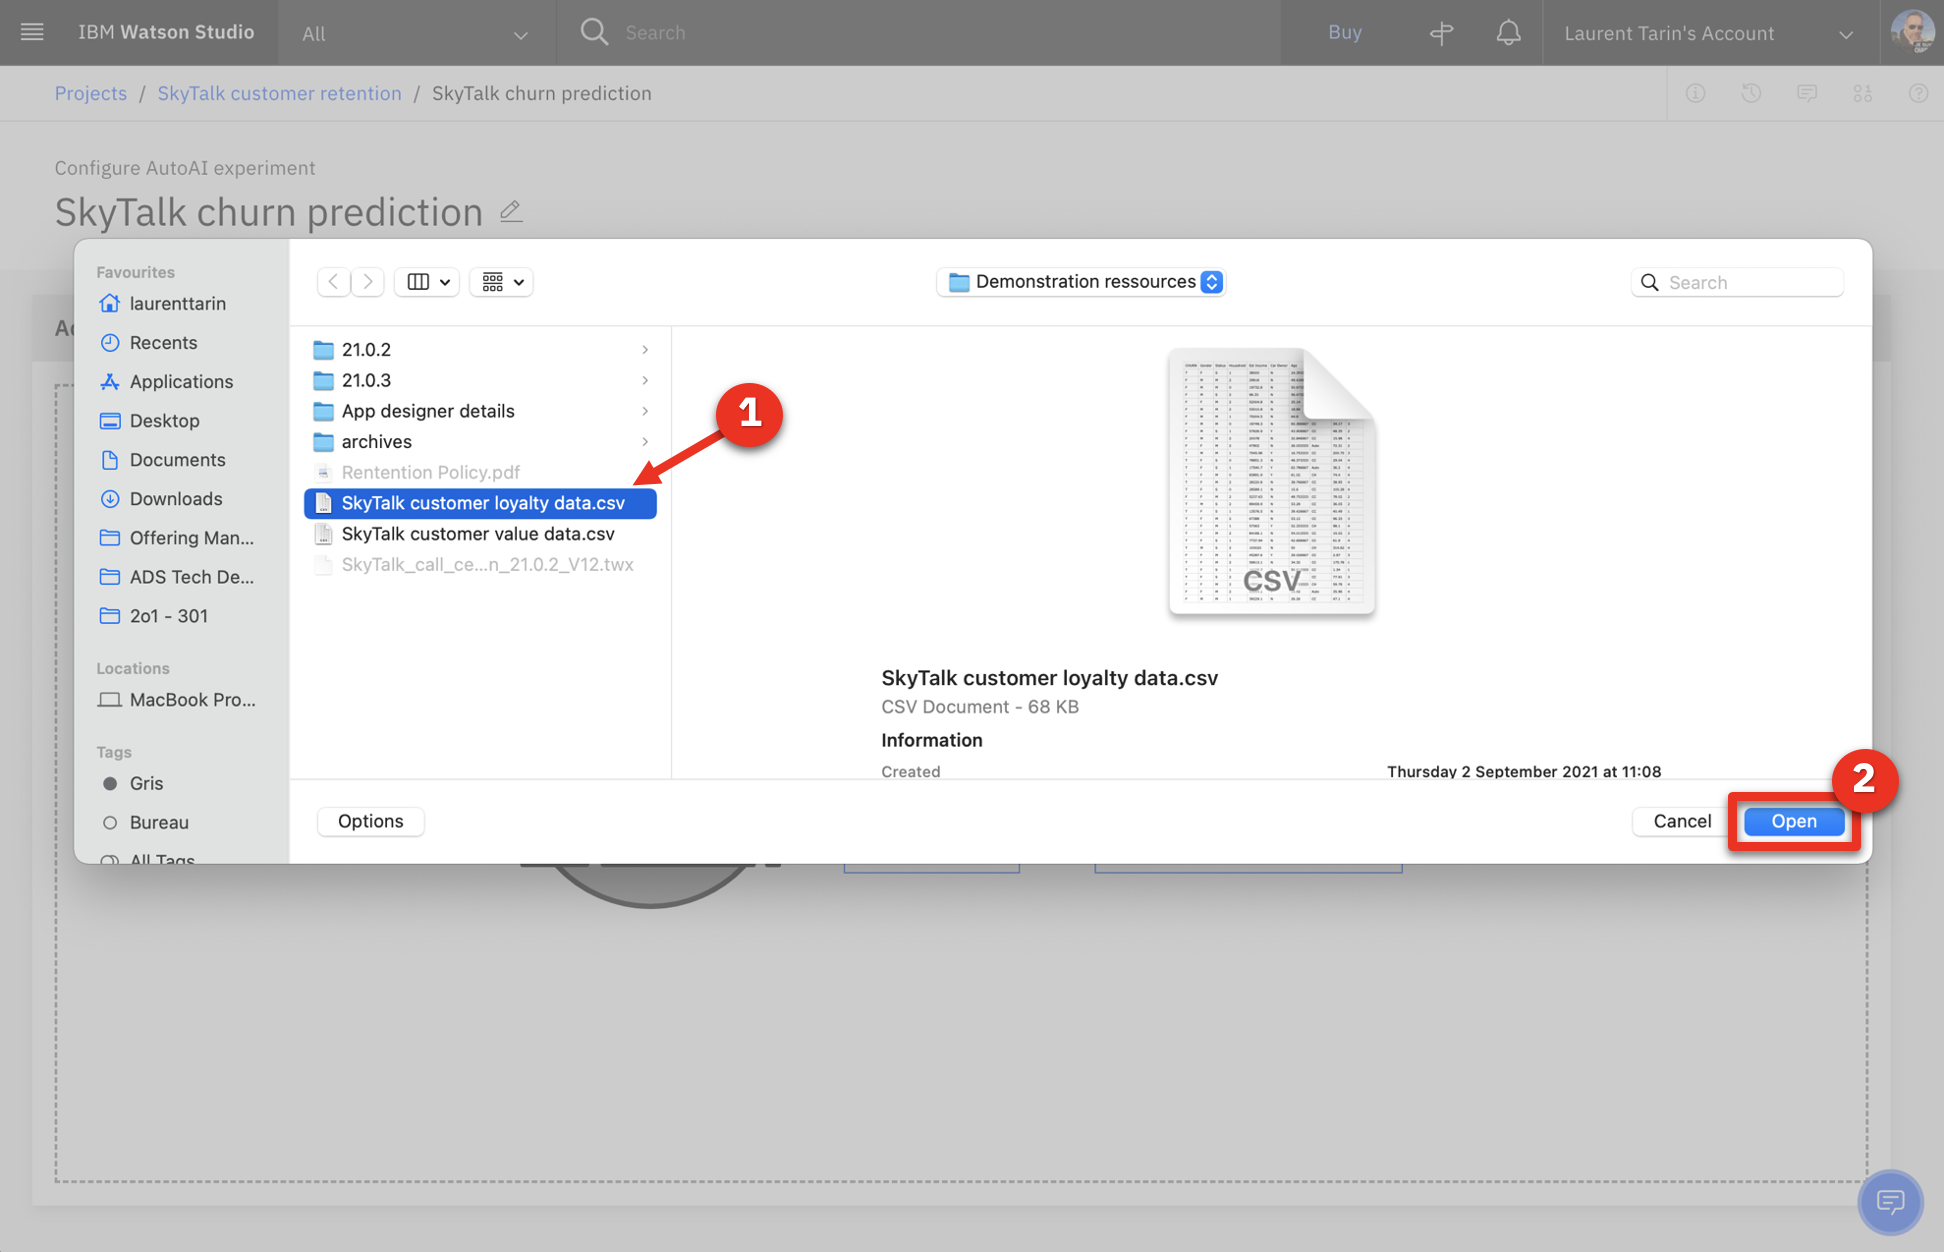 IBM Watson Studio
All
Search
Buy
Laurent Tarin's Account
Projects / SkyTalk customer retention / SkyTalk churn prediction
Configure AutoAI experiment
SkyTalk churn prediction
Favourites
laurenttarin
Recents
Applications
Desktop
Documents
Downloads
Offering Man...
ADS Tech De...
2o1 - 301
Locations
MacBook Pro...
Tags
Gris
Bureau
All Tags
Demonstration ressources
Search
21.0.2
21.0.3
App designer details
archives
Rentention Policy.pdf
SkyTalk customer loyalty data.csv
SkyTalk customer value data.csv
SkyTalk_call_ce...n_21.0.2_V12.twx
1
CSV
SkyTalk customer loyalty data.csv
CSV Document - 68 KB
Information
Created
Thursday 2 September 2021 at 11:08
2
Options
Cancel
Open